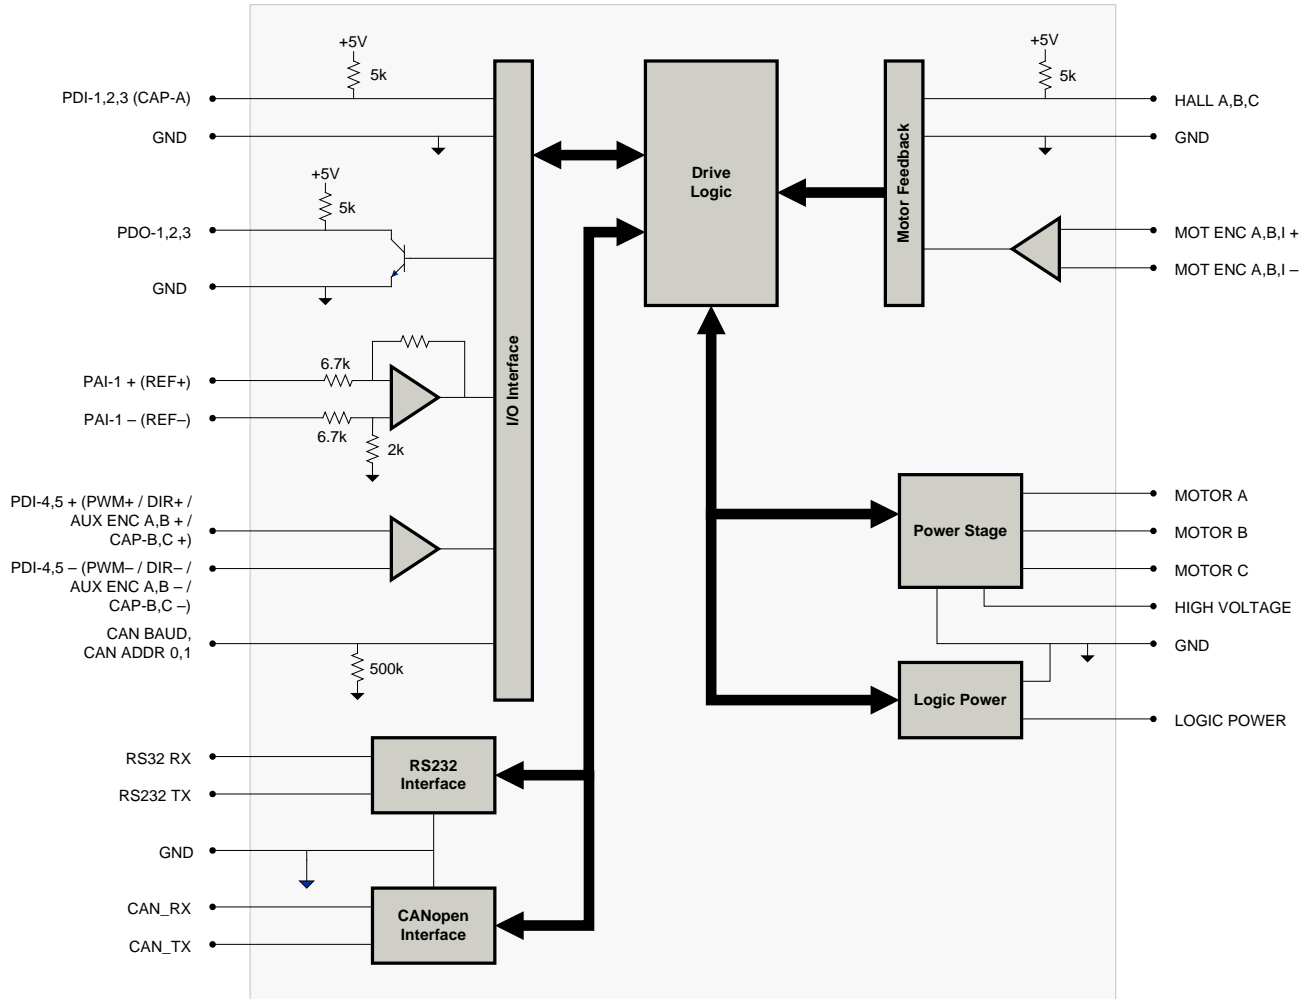 +5V
5k
PDI-1,2,3 (CAP-A)
GND
+5V
5k
PDO-1,2,3
GND
6.7k
PAI-1 + (REF+)
PAI-1 – (REF–)
6.7k
2k
PDI-4,5 + (PWM+ / DIR+ /
AUX ENC A,B + /
CAP-B,C +)
PDI-4,5 – (PWM– / DIR– /
AUX ENC A,B – /
CAP-B,C –)
CAN BAUD,
CAN ADDR 0,1
500k
I/O Interface
RS32 RX
RS232 TX
RS232
Interface
GND
CAN_RX
CAN_TX
CANopen
Interface
Drive
Logic
Motor Feedback
+5V
5k
HALL A,B,C
GND
MOT ENC A,B,I +
MOT ENC A,B,I –
Power Stage
MOTOR A
MOTOR B
MOTOR C
HIGH VOLTAGE
GND
Logic Power
LOGIC POWER